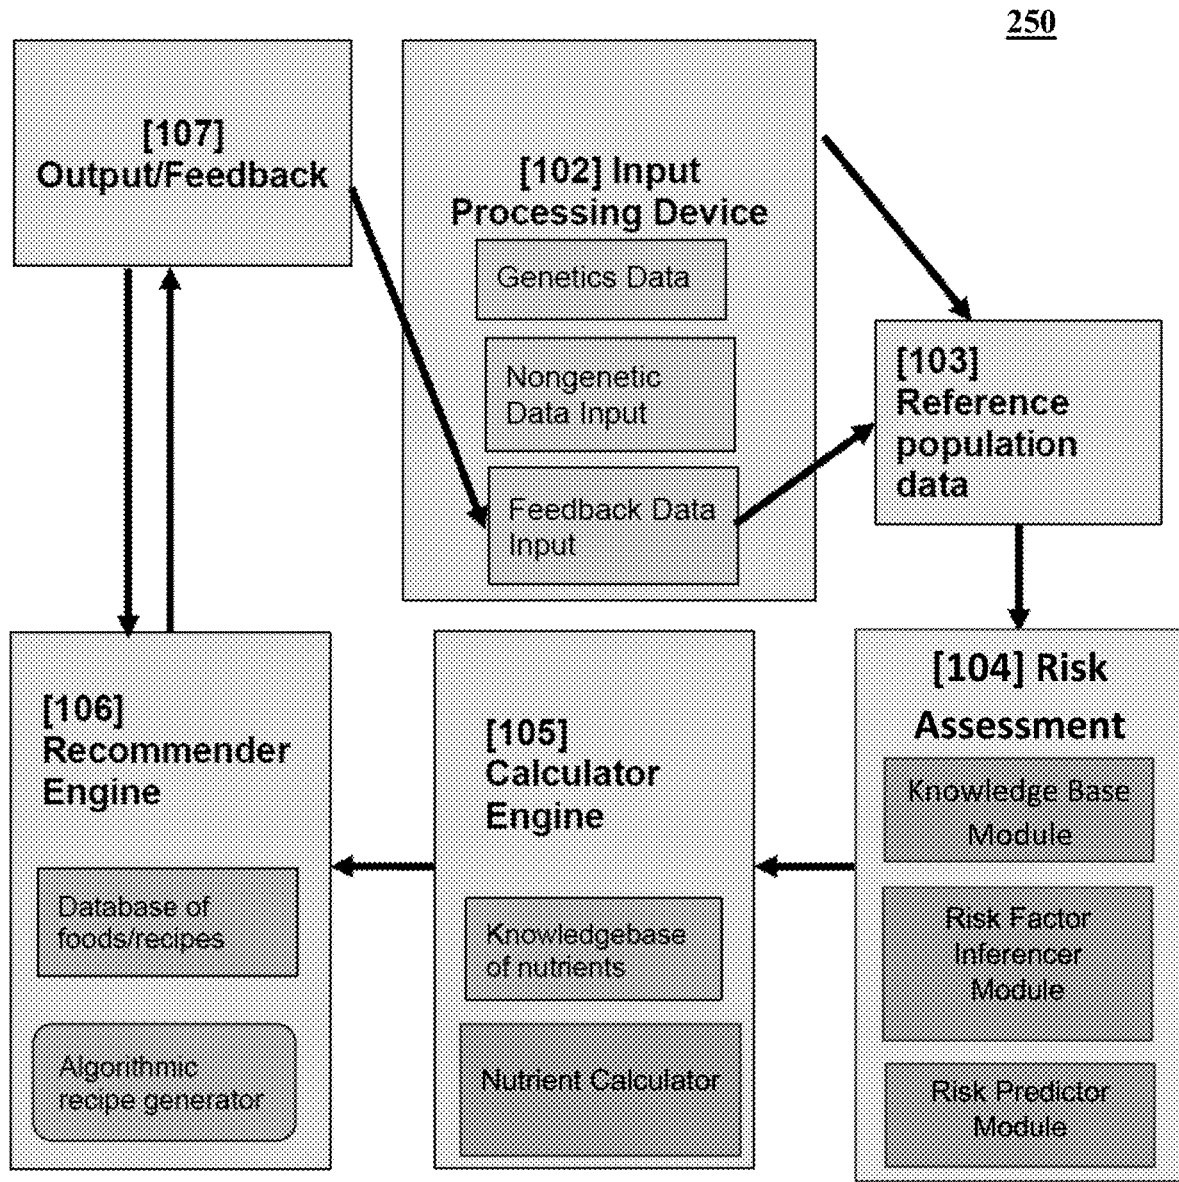 250
[107]
Output/Feedback
[102] Input
Processing Device
Genetics Data
Nongenetic
Data Input
Feedback Data
Input
[103]
Reference
population
data
[106]
Recommender
Engine
Database of
foods/recipes
Algorithmic
recipe generator
[105]
Calculator
Engine
Knowledgebase
of nutrients
Nutrient Calculator
[104] Risk
Assessment
Knowledge Base
Module
Risk Factor
Inferencer
Module
Risk Predictor
Module